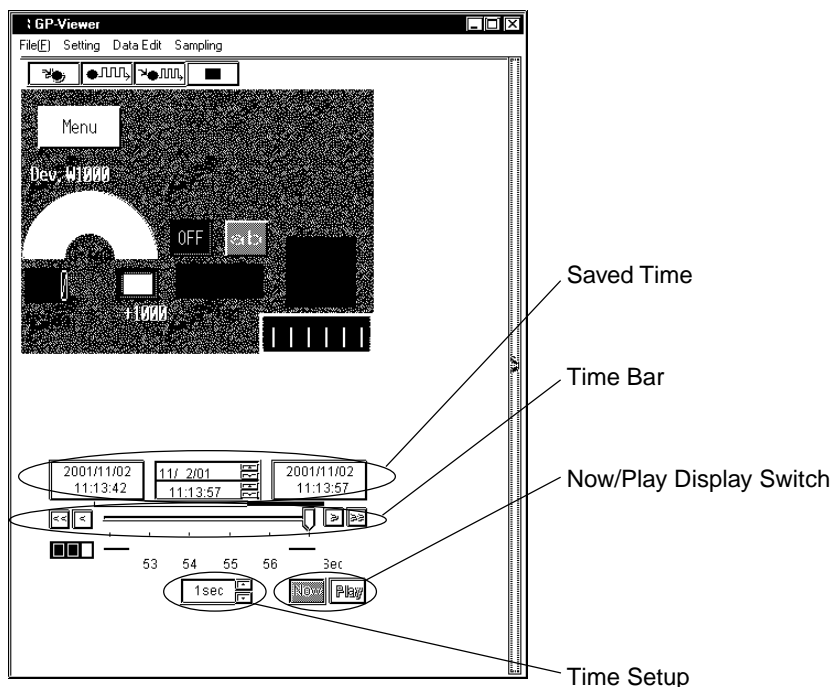 GP-Viewer
File(F) Setting Data Edit Sampling
Menu
Dev, W1000
OFF ab
0
+1000
Saved Time
Time Bar
Now/Play Display Switch
2001/11/02
11:13:42
11/ 2/01
11:13:57
2001/11/02
11:13:57
<< < > >>
53 54 55 56 Sec
1sec Now Play
Time Setup